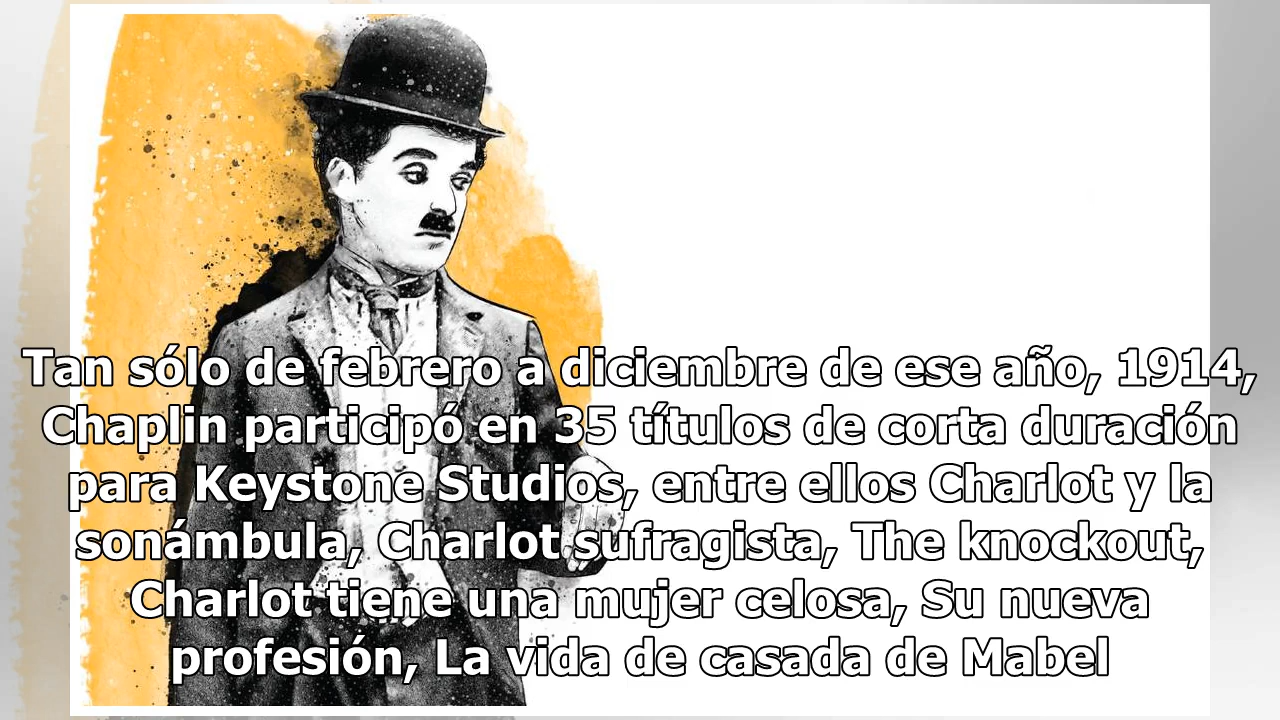 Tan sólo de febrero a diciembre de ese año, 1914,
Chaplin participó en 35 títulos de corta duración
para Keystone Studios, entre ellos Charlot y la
sonámbula, Charlot sufragista, The knockout,
Charlot tiene una mujer celosa, Su nueva
profesión, La vida de casada de Mabel